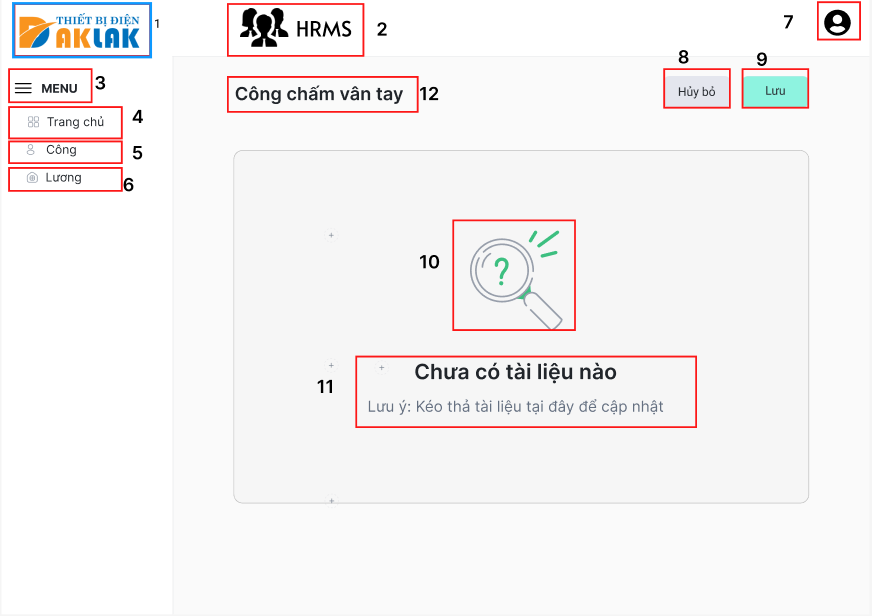 THIẾT BỊ ĐIỆN
ĐAKLAK
1
HRMS
2
7
MENU
3
Trang chủ
4
Công
5
Lương
6
Công chấm vân tay
12
8
Hủy bỏ
9
Lưu
10
?
11
Chưa có tài liệu nào
Lưu ý: Kéo thả tài liệu tại đây để cập nhật